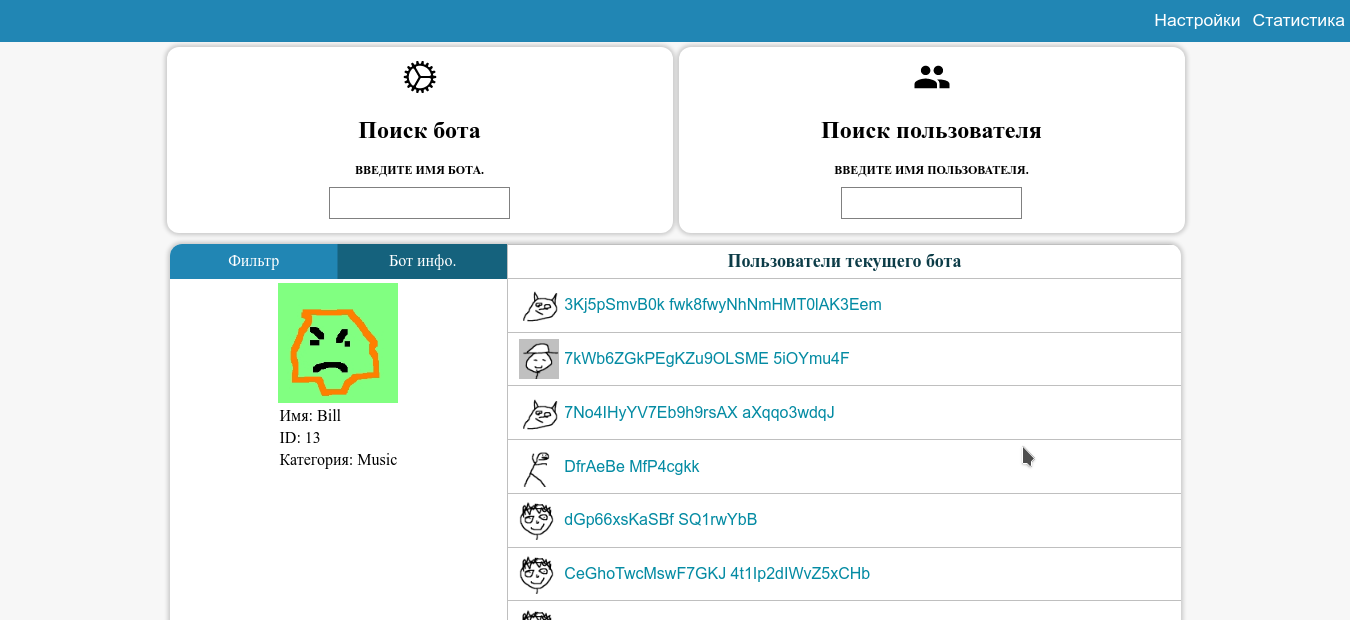 Настройки Статистика
Поиск бота
ВВЕДИТЕ ИМЯ БОТА.
Поиск пользователя
ВВЕДИТЕ ИМЯ ПОЛЬЗОВАТЕЛЯ.
Фильтр Бот инфо.
Имя: Bill
ID: 13
Категория: Music
Пользователи текущего бота
3Kj5pSmvB0k fwk8fwyNhNmHMT0lAK3Eem
7kWb6ZGkPEgKZu9OLSME 5iOYmu4F
7No4IHyYV7Eb9h9rsAX aXqqo3wdqJ
DfrAeBe MfP4cgkk
dGp66xsKaSBf SQ1rwYbB
CeGhoTwcMswF7GKJ 4t1Ip2dIWvZ5xCHb